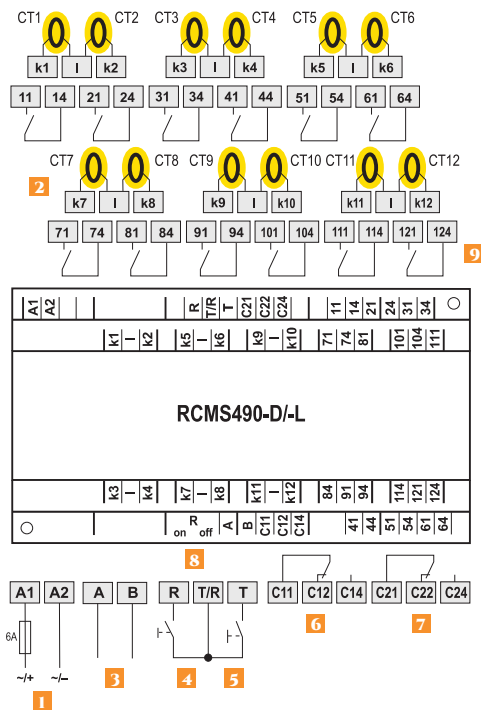 CT1 CT2 CT3 CT4 CT5 CT6
k1 I k2 k3 I k4 k5 I k6
11 14 21 24 31 34 41 44 51 54 61 64
CT7 CT8 CT9 CT10 CT11 CT12
2
k7 I k8 k9 I k10 k11 I k12
71 74 81 84 91 94 101 104 111 114 121 124
9
A1 A2 R T/R T C21 C22 C24 11 14 21 24 31 34
k1 I k2 k5 I k6 k9 I k10 71 74 81 101 104 111
RCMS490-D/-L
k3 I k4 k7 I k8 k11 I k12 84 91 94 114 121 124
on R off A B C11 C12 C14 41 44 51 54 61 64
8
A1 A2 A B R T/R T C11 C12 C14 C21 C22 C24
6 7
6A
~/+ ~/– 3 4 5
1